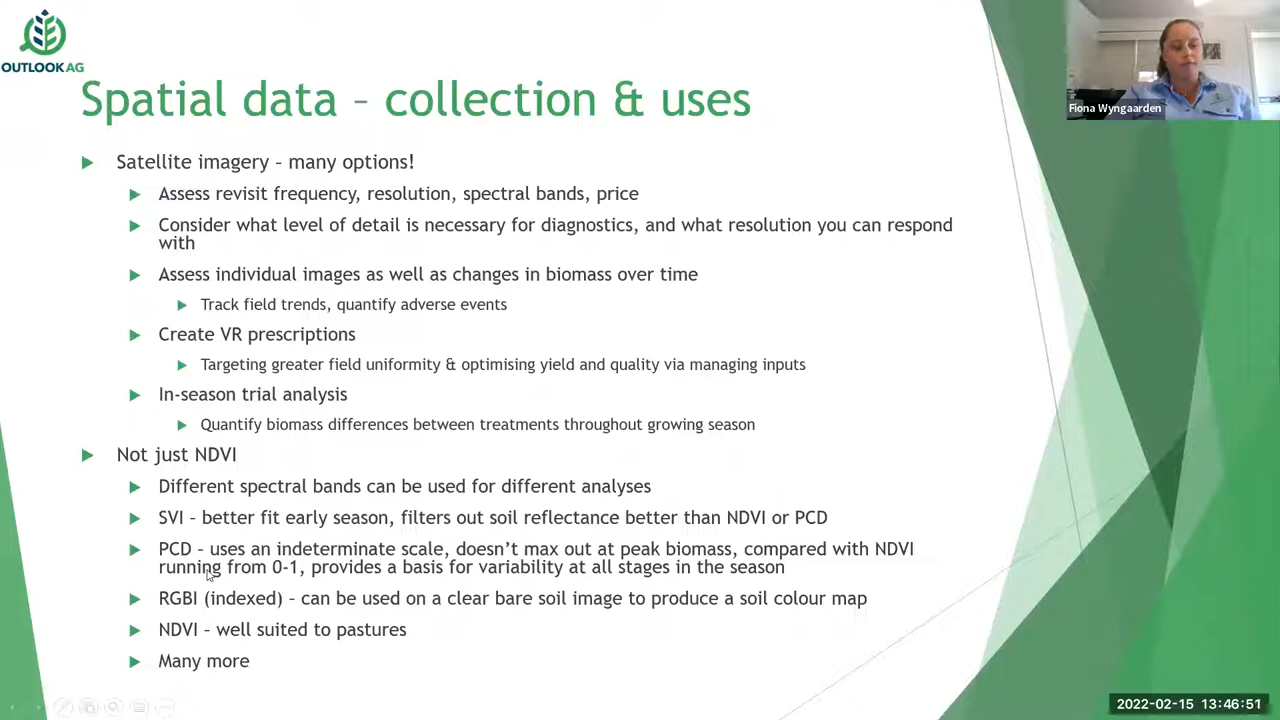 OUTLOOKAG
Spatial data – collection & uses
Fiona Wyngaarden
Satellite imagery – many options!
Assess revisit frequency, resolution, spectral bands, price
Consider what level of detail is necessary for diagnostics, and what resolution you can respond
with
Assess individual images as well as changes in biomass over time
Track field trends, quantify adverse events
Create VR prescriptions
Targeting greater field uniformity & optimising yield and quality via managing inputs
In-season trial analysis
Quantify biomass differences between treatments throughout growing season
Not just NDVI
Different spectral bands can be used for different analyses
SVI – better fit early season, filters out soil reflectance better than NDVI or PCD
PCD – uses an indeterminate scale, doesn’t max out at peak biomass, compared with NDVI
running from 0-1, provides a basis for variability at all stages in the season
RGBI (indexed) – can be used on a clear bare soil image to produce a soil colour map
NDVI – well suited to pastures
Many more
2022-02-15 13:46:51